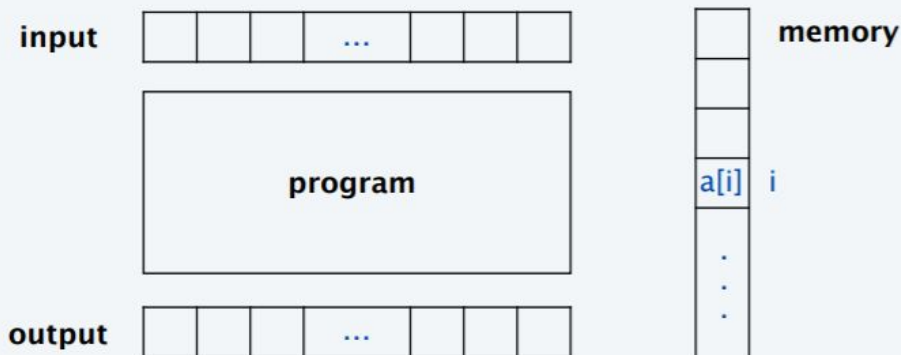 input ... memory
program a[i] i
.
.
.
output ...